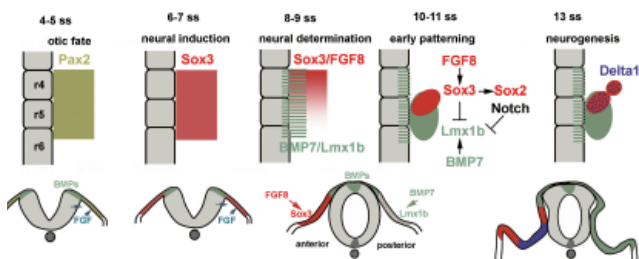 4-5 ss
6-7 ss
8-9 ss
10-11 ss
13 ss
otic fate
neural induction
neural determination
early patterning
neurogenesis
Pax2
Sox3
Sox3/FGF8
FGF8
Delta1
r4
r5
r6
Sox3
Sox2
Notch
Lmx1b
BMP7/Lmx1b
BMP7
BMPs
FGF
FGF
FGF8
Sox3
BMPs
BMP7
Lmx1b
anterior
posterior